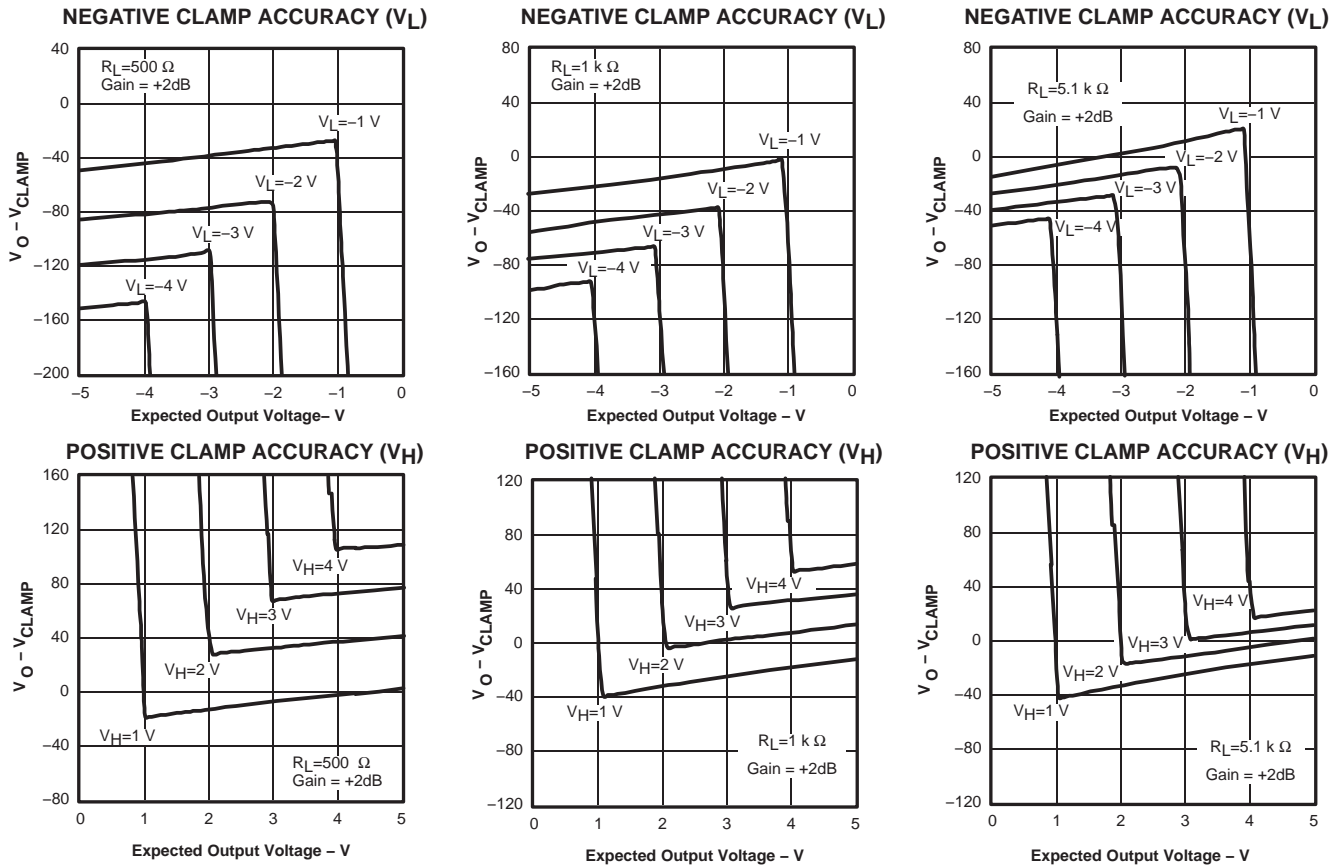 NEGATIVE CLAMP ACCURACY (VL)
40
0
−40
−80
−120
−160
−200
VO − VCLAMP
RL=500 Ω
Gain = +2dB
VL=−1 V
VL=−2 V
VL=−3 V
VL=−4 V
−5
−4
−3
−2
−1
0
Expected Output Voltage− V
NEGATIVE CLAMP ACCURACY (VL)
80
40
0
−40
−80
−120
−160
VO − VCLAMP
RL=1 k Ω
Gain = +2dB
VL=−1 V
VL=−2 V
VL=−3 V
VL=−4 V
−5
−4
−3
−2
−1
0
Expected Output Voltage − V
NEGATIVE CLAMP ACCURACY (VL)
80
40
0
−40
−80
−120
−160
VO − VCLAMP
RL=5.1 k Ω
Gain = +2dB
VL=−1 V
VL=−2 V
VL=−3 V
VL=−4 V
−5
−4
−3
−2
−1
0
Expected Output Voltage − V
POSITIVE CLAMP ACCURACY (VH)
160
120
80
40
0
−40
−80
VO − VCLAMP
VH=4 V
VH=3 V
VH=2 V
VH=1 V
RL=500 Ω
Gain = +2dB
0
1
2
3
4
5
Expected Output Voltage − V
POSITIVE CLAMP ACCURACY (VH)
120
80
40
0
−40
−80
−120
VO − VCLAMP
VH=4 V
VH=3 V
VH=2 V
VH=1 V
RL=1 k Ω
Gain = +2dB
0
1
2
3
4
5
Expected Output Voltage − V
POSITIVE CLAMP ACCURACY (VH)
120
80
40
0
−40
−80
−120
VO − VCLAMP
VH=4 V
VH=3 V
VH=2 V
VH=1 V
RL=5.1 k Ω
Gain = +2dB
0
1
2
3
4
5
Expected Output Voltage − V